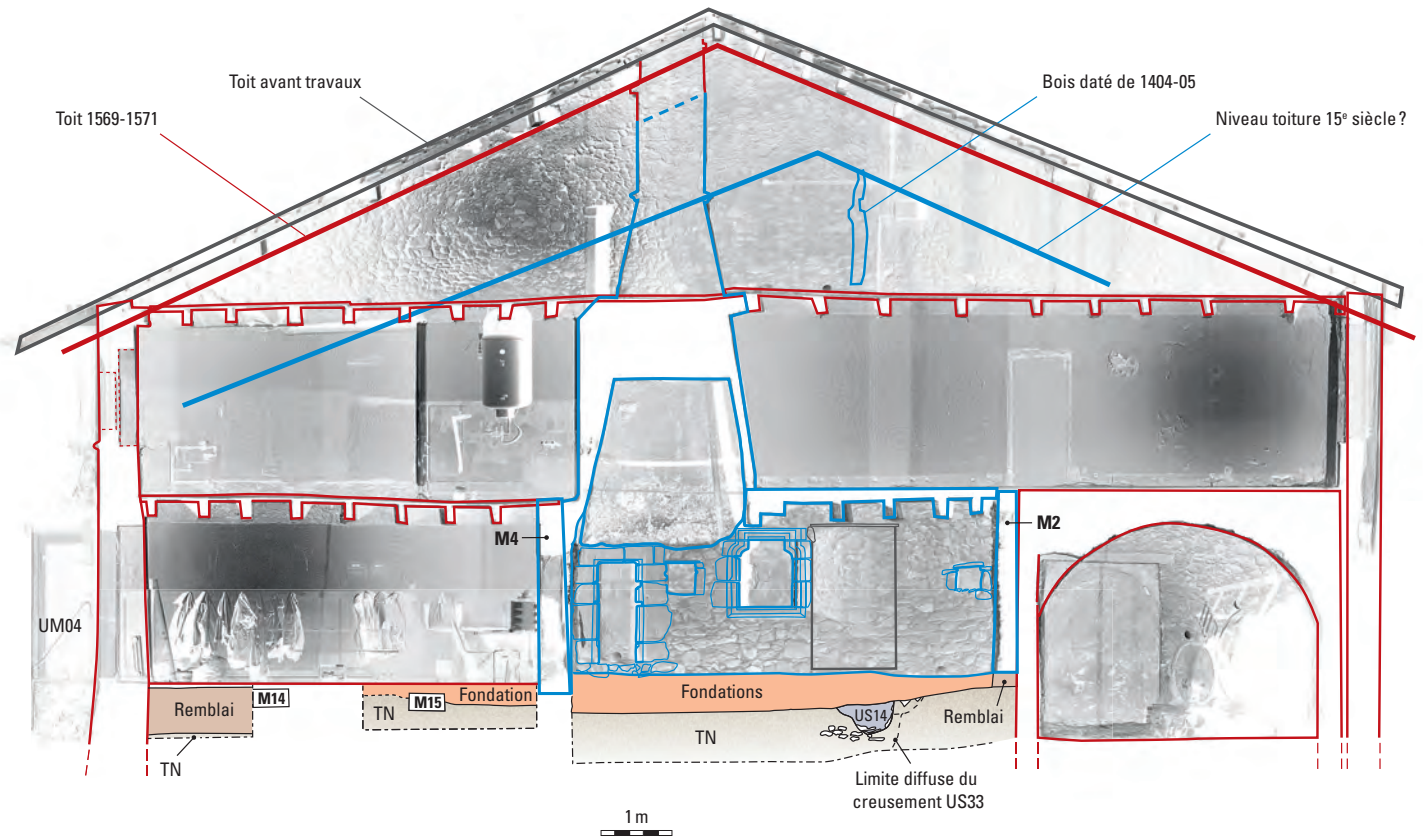 Toit avant travaux
Bois daté de 1404-05
Toit 1569-1571
Niveau toiture 15e siècle ?
M4
M2
UM04
M14
M15
Fondation
Fondations
Remblai
TN
US14
Remblai
TN
TN
Limite diffuse du
creusement US33
1 m